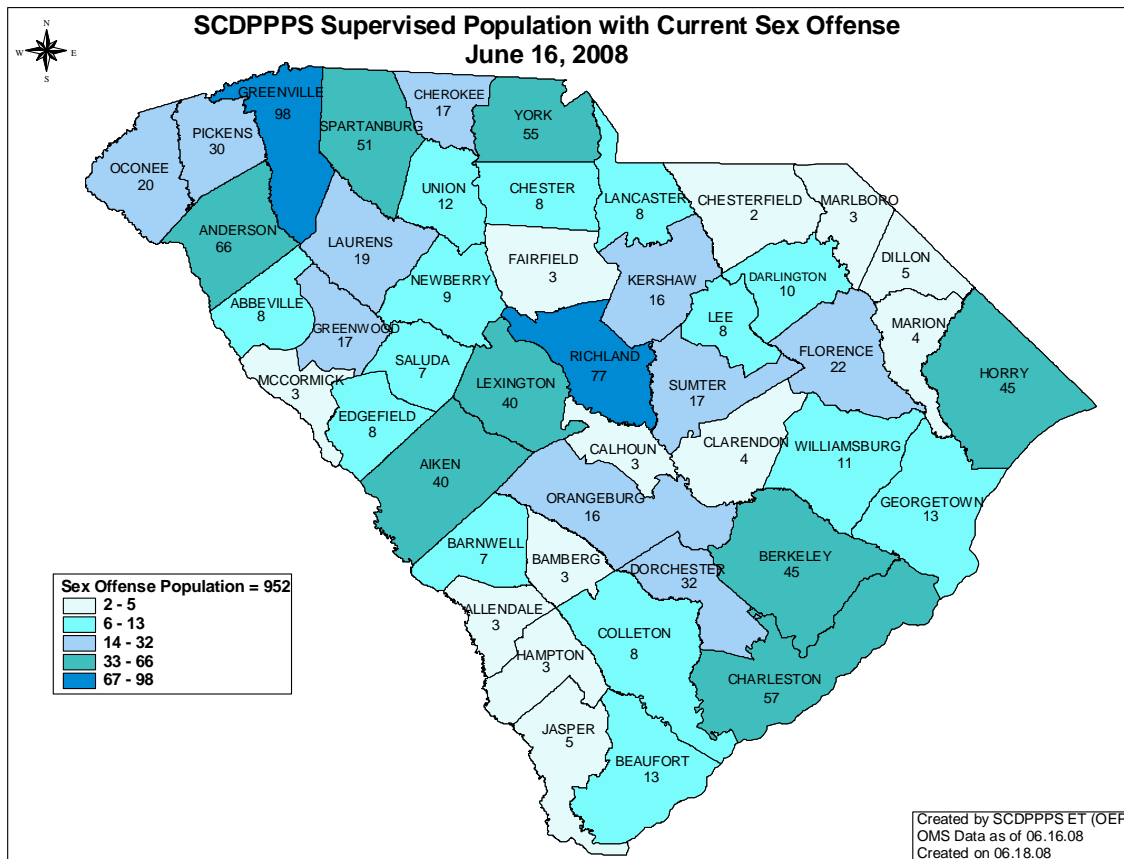 SCDPPPS Supervised Population with Current Sex Offense
June 16, 2008
N
W E
S
GREENVILLE
98
CHEROKEE
17
YORK
55
SPARTANBURG
51
PICKENS
30
OCONEE
20
UNION
12
CHESTER
8
LANCASTER
8
CHESTERFIELD
2
MARLBORO
3
ANDERSON
66
LAURENS
19
FAIRFIELD
3
DILLON
5
NEWBERRY
9
KERSHAW
16
DARLINGTON
10
ABBEVILLE
8
GREENWOOD
17
LEE
8
MARION
4
FLORENCE
22
RICHLAND
77
SALUDA
7
HORRY
45
MCCORMICK
3
LEXINGTON
40
SUMTER
17
EDGEFIELD
8
CALHOUN
3
CLARENDON
4
WILLIAMSBURG
11
AIKEN
40
ORANGEBURG
16
GEORGETOWN
13
BARNWELL
7
BAMBERG
3
BERKELEY
45
DORCHESTER
32
ALLENDALE
3
COLLETON
8
HAMPTON
3
CHARLESTON
57
JASPER
5
BEAUFORT
13
Sex Offense Population = 952
2 - 5
6 - 13
14 - 32
33 - 66
67 - 98
Created by SCDPPPS ET (OEF
OMS Data as of 06.16.08
Created on 06.18.08